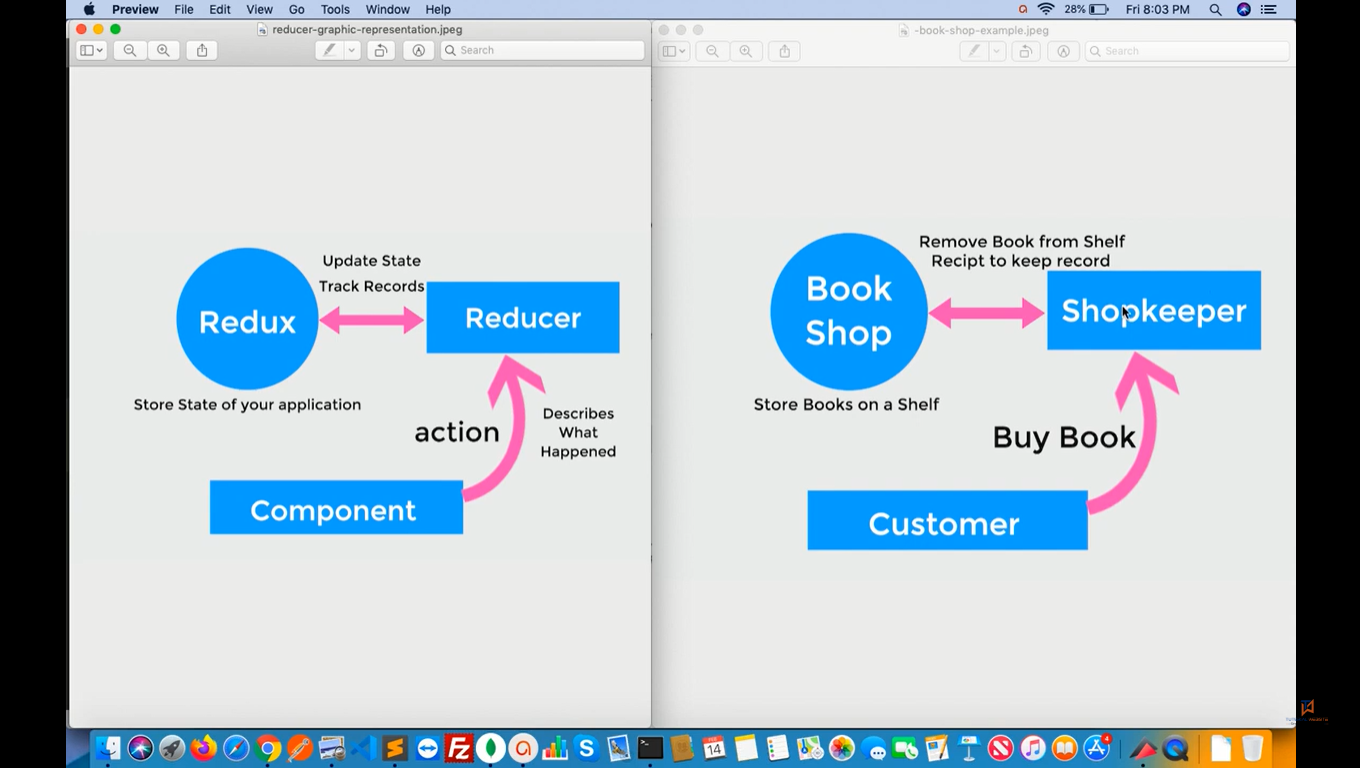 Preview File Edit View Go Tools Window Help
28% Fri 8:03 PM
reducer-graphic-representation.jpeg
Search
-book-shop-example.jpeg
Search
Update State
Track Records
Redux
Reducer
Store State of your application
action
Describes
What
Happened
Component
Remove Book from Shelf
Recipt to keep record
Book
Shop
Shopkeeper
Store Books on a Shelf
Buy Book
Customer
14
4